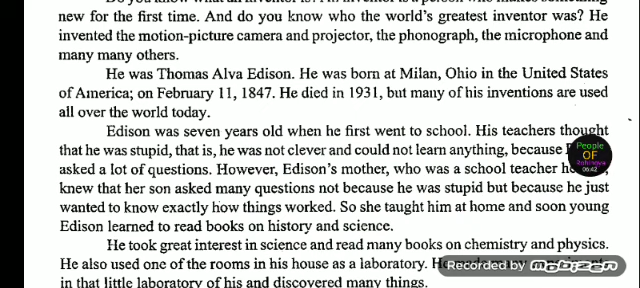 new for the first time. And do you know who the world's greatest inventor was? He
invented the motion-picture camera and projector, the phonograph, the microphone and
many many others.
He was Thomas Alva Edison. He was born at Milan, Ohio in the United States
of America; on February 11, 1847. He died in 1931, but many of his inventions are used
all over the world today.
Edison was seven years old when he first went to school. His teachers thought
that he was stupid, that is, he was not clever and could not learn anything, because
asked a lot of questions. However, Edison's mother, who was a school teacher
knew that her son asked many questions not because he was stupid but because he just
wanted to know exactly how things worked. So she taught him at home and soon young
Edison learned to read books on history and science.
He took great interest in science and read many books on chemistry and physics.
He also used one of the rooms in his house as a laboratory.
in that little laboratory of his and discovered many things.
People
OF
06:42
Recorded by mobizen